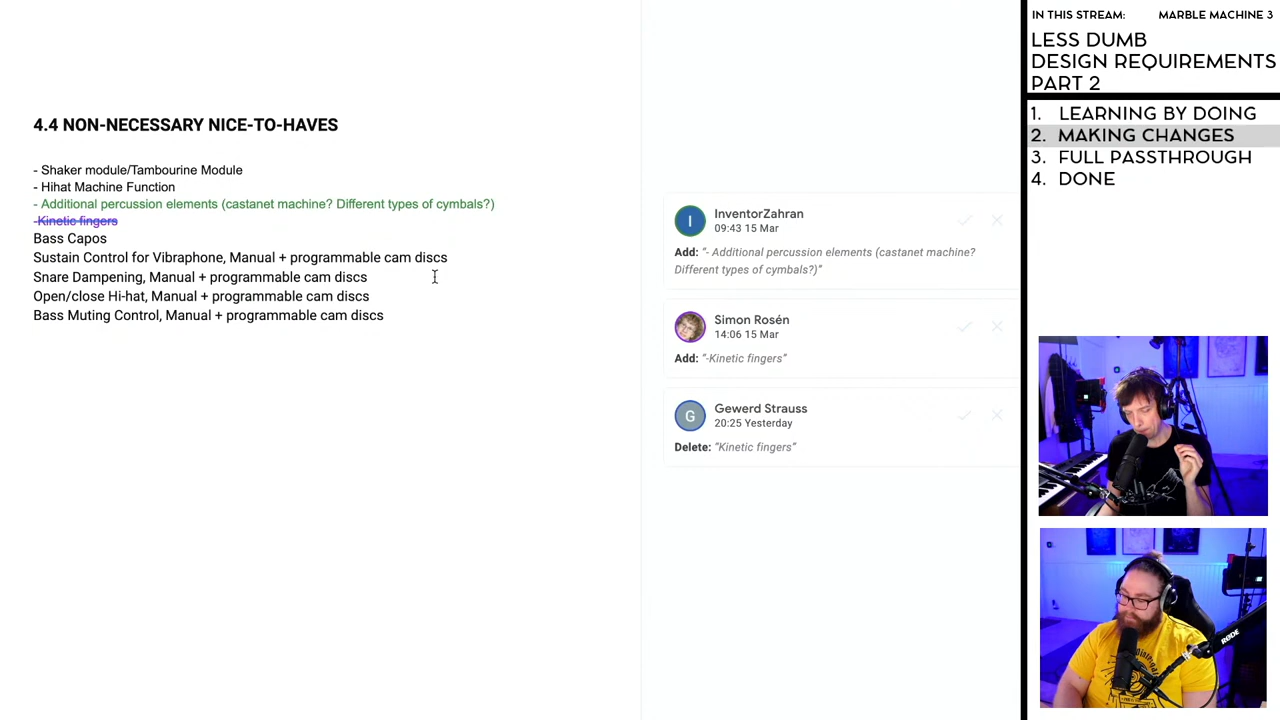 4.4 NON-NECESSARY NICE-TO-HAVES
- Shaker module/Tambourine Module
- Hihat Machine Function
- Additional percussion elements (castanet machine? Different types of cymbals?)
-Kinetic fingers
Bass Capos
Sustain Control for Vibraphone, Manual + programmable cam discs
Snare Dampening, Manual + programmable cam discs
Open/close Hi-hat, Manual + programmable cam discs
Bass Muting Control, Manual + programmable cam discs
I
InventorZahran
09:43 15 Mar
Add: "- Additional percussion elements (castanet machine?
Different types of cymbals?)"
Simon Rosén
14:06 15 Mar
Add: "-Kinetic fingers"
G
Gewerd Strauss
20:25 Yesterday
Delete: "Kinetic fingers"
IN THIS STREAM: MARBLE MACHINE 3
LESS DUMB
DESIGN REQUIREMENTS
PART 2
1. LEARNING BY DOING
2. MAKING CHANGES
3. FULL PASSTHROUGH
4. DONE
RØDE